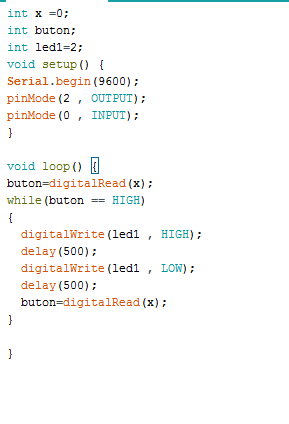 int x =0;
int buton;
int led1=2;
void setup() {
Serial.begin(9600);
pinMode(2 , OUTPUT);
pinMode(0 , INPUT);
}

void loop() {
buton=digitalRead(x);
while(buton == HIGH)
{
  digitalWrite(led1 , HIGH);
  delay(500);
  digitalWrite(led1 , LOW);
  delay(500);
  buton=digitalRead(x);
}

}